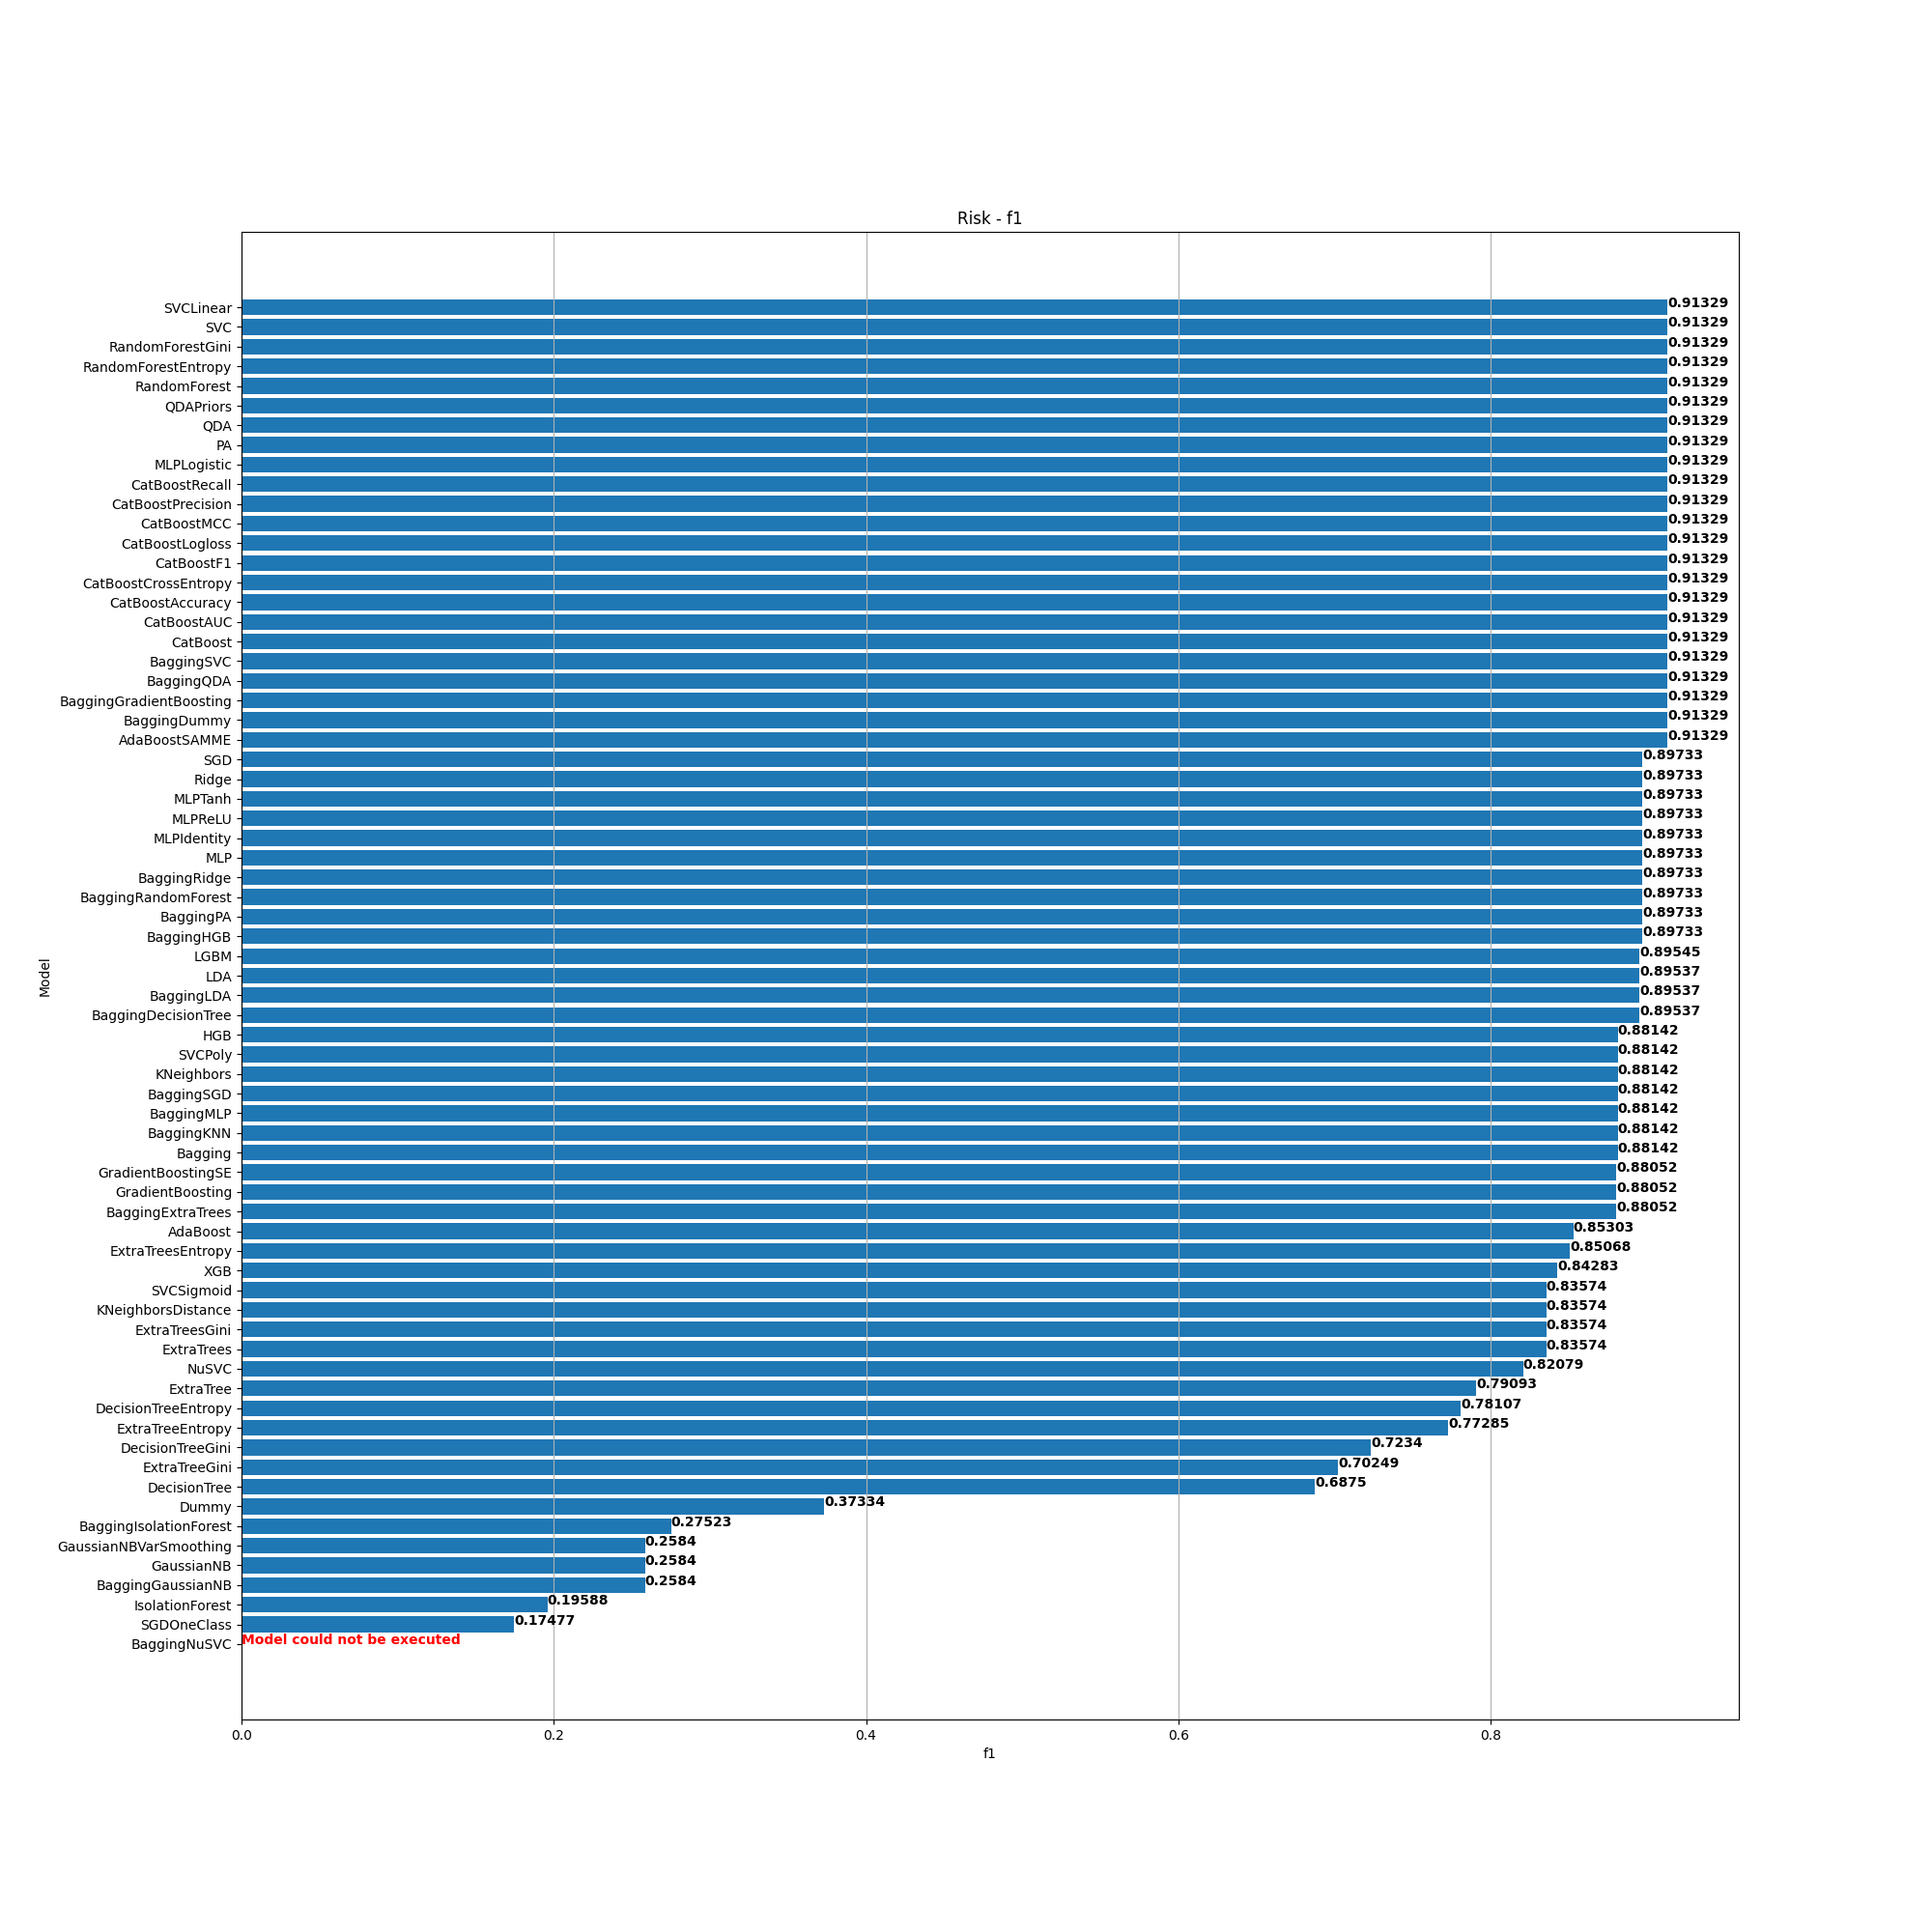 Risk - f1
SVCLinear 0.91329
SVC 0.91329
RandomForestGini 0.91329
RandomForestEntropy 0.91329
RandomForest 0.91329
QDAPriors 0.91329
QDA 0.91329
PA 0.91329
MLPLogistic 0.91329
CatBoostRecall 0.91329
CatBoostPrecision 0.91329
CatBoostMCC 0.91329
CatBoostLogloss 0.91329
CatBoostF1 0.91329
CatBoostCrossEntropy 0.91329
CatBoostAccuracy 0.91329
CatBoostAUC 0.91329
CatBoost 0.91329
BaggingSVC 0.91329
BaggingQDA 0.91329
BaggingGradientBoosting 0.91329
BaggingDummy 0.91329
AdaBoostSAMME 0.91329
SGD 0.89733
Ridge 0.89733
MLPTanh 0.89733
MLPReLU 0.89733
MLPIdentity 0.89733
MLP 0.89733
BaggingRidge 0.89733
BaggingRandomForest 0.89733
BaggingPA 0.89733
BaggingHGB 0.89733
LGBM 0.89545
LDA 0.89537
BaggingLDA 0.89537
BaggingDecisionTree 0.89537
HGB 0.88142
SVCPoly 0.88142
KNeighbors 0.88142
BaggingSGD 0.88142
BaggingMLP 0.88142
BaggingKNN 0.88142
Bagging 0.88142
GradientBoostingSE 0.88052
GradientBoosting 0.88052
BaggingExtraTrees 0.88052
AdaBoost 0.85303
ExtraTreesEntropy 0.85068
XGB 0.84283
SVCSigmoid 0.83574
KNeighborsDistance 0.83574
ExtraTreesGini 0.83574
ExtraTrees 0.83574
NuSVC 0.82079
ExtraTree 0.79093
DecisionTreeEntropy 0.78107
ExtraTreeEntropy 0.77285
DecisionTreeGini 0.7234
ExtraTreeGini 0.70249
DecisionTree 0.6875
Dummy 0.37334
BaggingIsolationForest 0.27523
GaussianNBVarSmoothing 0.2584
GaussianNB 0.2584
BaggingGaussianNB 0.2584
IsolationForest 0.19588
SGDOneClass 0.17477
BaggingNuSVC Model could not be executed
Model
0.0 0.2 0.4 0.6 0.8
f1